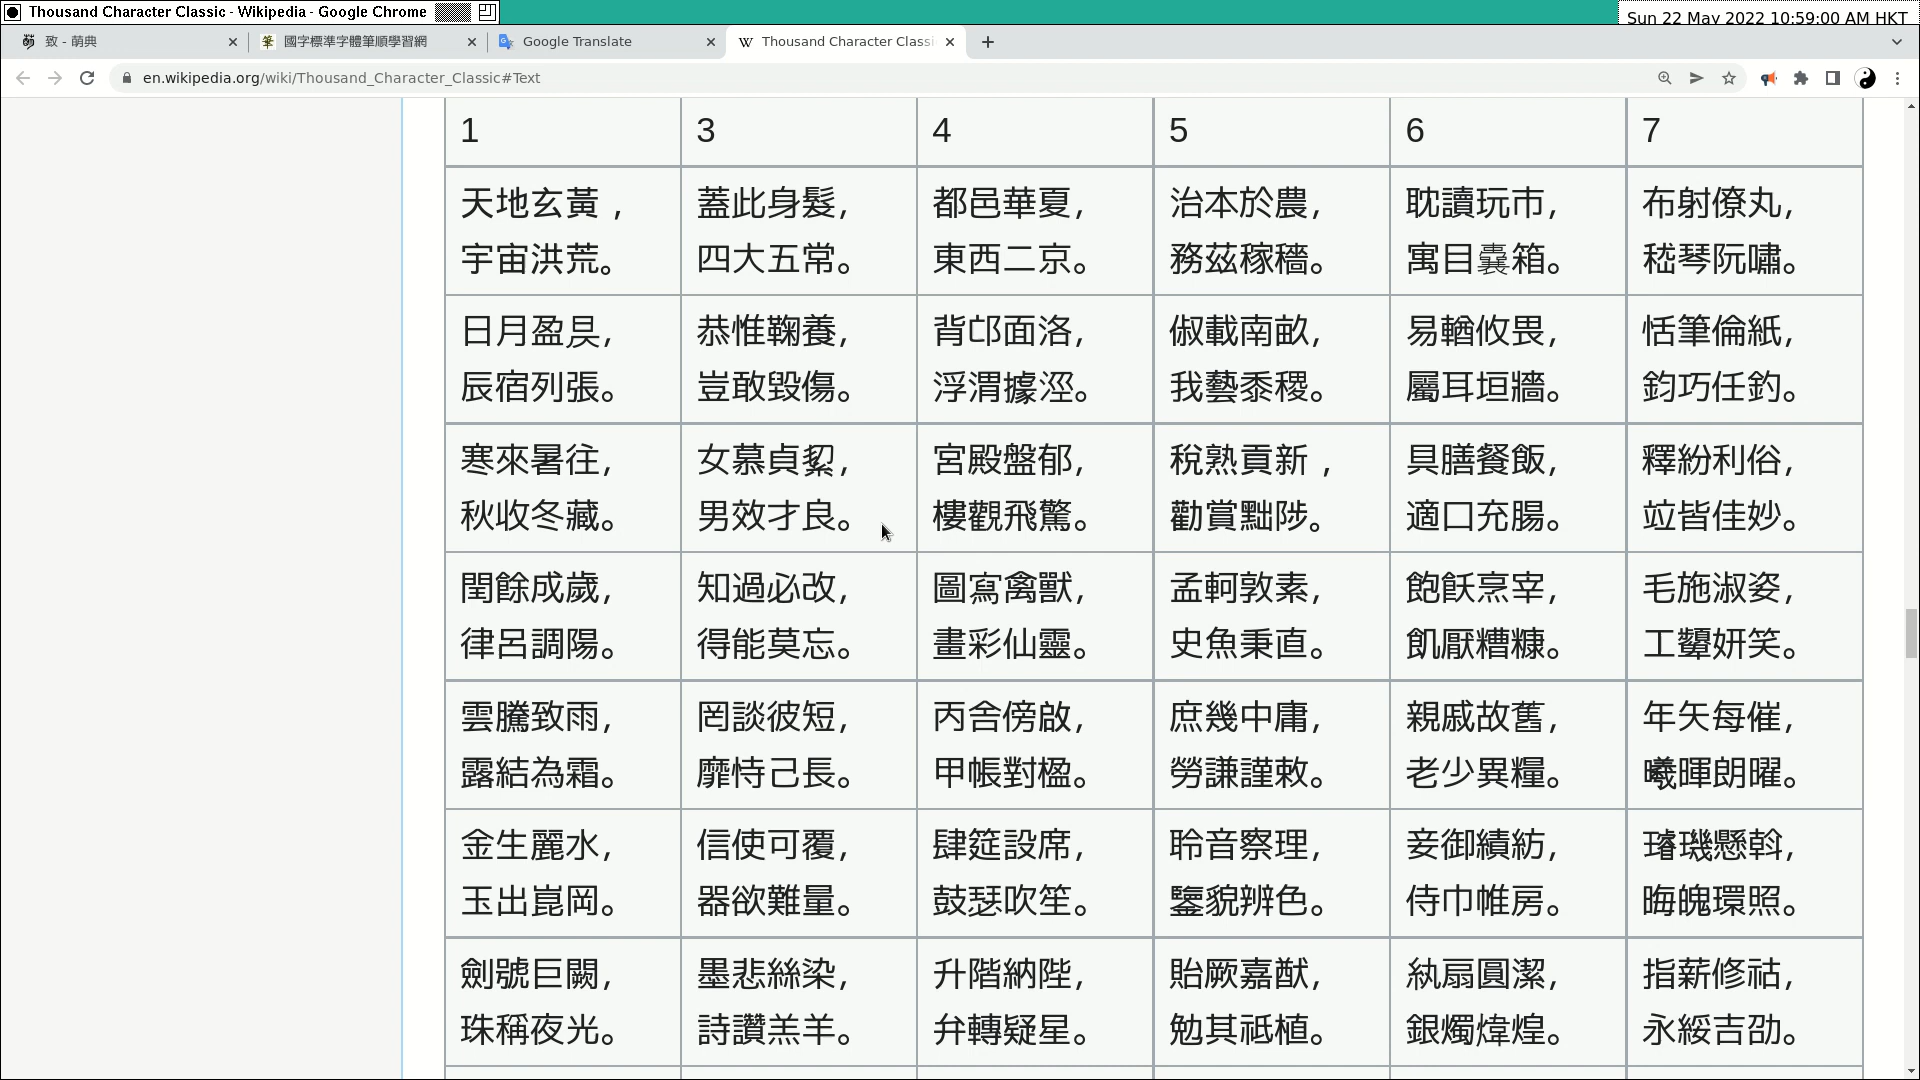 Thousand Character Classic - Wikipedia - Google Chrome
Sun 22 May 2022 10:59:00 AM HKT
致 - 萌典
國字標準字體筆順學習網
Google Translate
Thousand Character Classi
en.wikipedia.org/wiki/Thousand_Character_Classic#Text
1 3 4 5 6 7
天地玄黃， 蓋此身髮， 都邑華夏， 治本於農， 耽讀玩市， 布射僚丸，
宇宙洪荒。 四大五常。 東西二京。 務茲稼穡。 寓目囊箱。 嵇琴阮嘯。
日月盈昃， 恭惟鞠養， 背邙面洛， 俶載南畝， 易輶攸畏， 恬筆倫紙，
辰宿列張。 豈敢毀傷。 浮渭據涇。 我藝黍稷。 屬耳垣牆。 鈞巧任釣。
寒來暑往， 女慕貞絜， 宮殿盤郁， 稅熟貢新， 具膳餐飯， 釋紛利俗，
秋收冬藏。 男效才良。 樓觀飛驚。 勸賞黜陟。 適口充腸。 竝皆佳妙。
閏餘成歲， 知過必改， 圖寫禽獸， 孟軻敦素， 飽飫烹宰， 毛施淑姿，
律呂調陽。 得能莫忘。 畫彩仙靈。 史魚秉直。 飢厭糟糠。 工顰妍笑。
雲騰致雨， 罔談彼短， 丙舍傍啟， 庶幾中庸， 親戚故舊， 年矢每催，
露結為霜。 靡恃己長。 甲帳對楹。 勞謙謹敕。 老少異糧。 曦暉朗曜。
金生麗水， 信使可覆， 肆筵設席， 聆音察理， 妾御績紡， 璿璣懸斡，
玉出崑岡。 器欲難量。 鼓瑟吹笙。 鑒貌辨色。 侍巾帷房。 晦魄環照。
劍號巨闕， 墨悲絲染， 升階納陛， 貽厥嘉猷， 紈扇圓潔， 指薪修祜，
珠稱夜光。 詩讚羔羊。 弁轉疑星。 勉其祗植。 銀燭煒煌。 永綏吉劭。